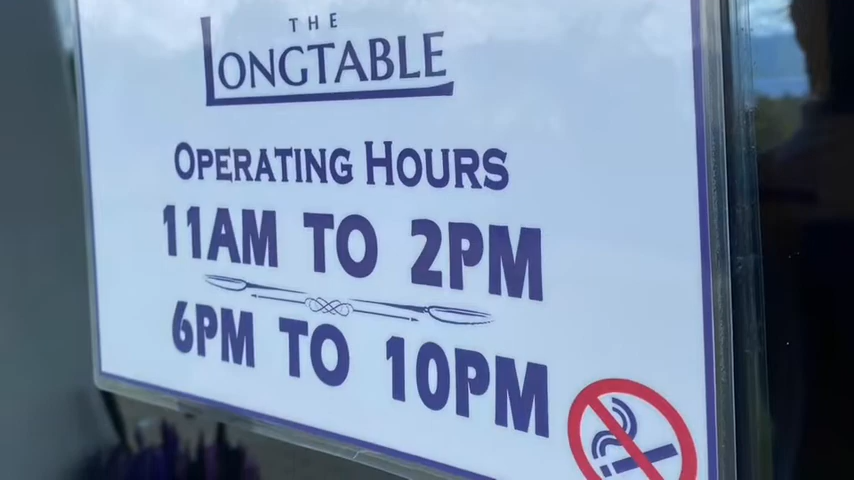 THE
LONGTABLE
OPERATING HOURS
11AM TO 2PM
6PM TO 10PM